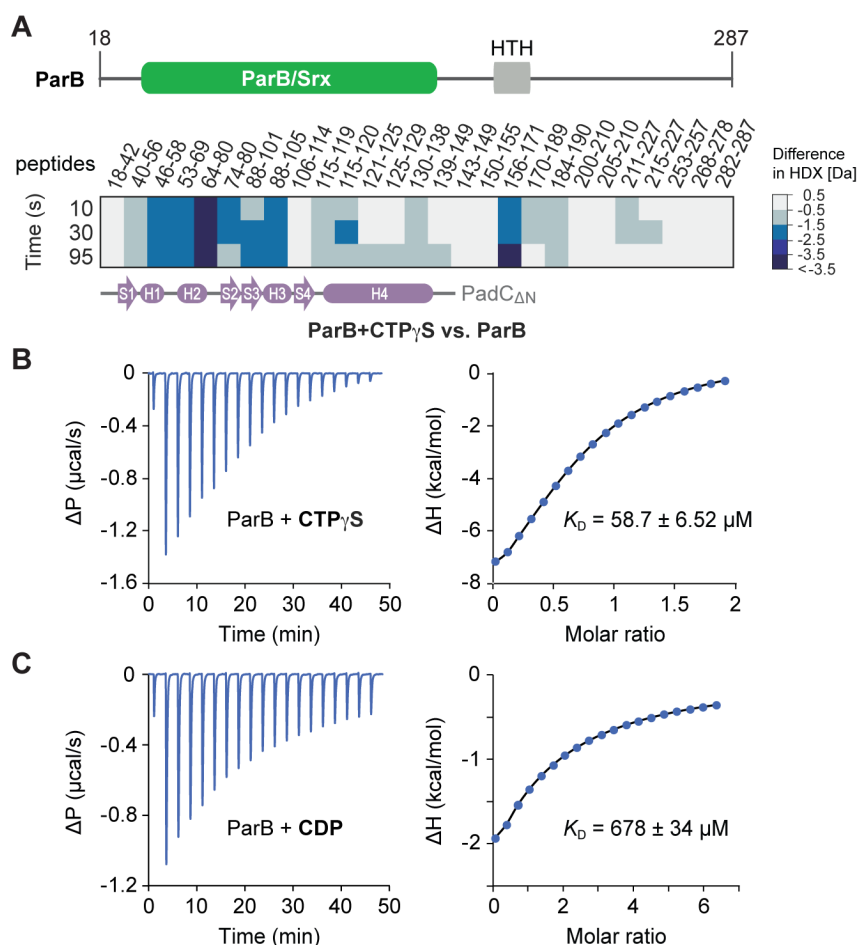 A
18
287
HTH
ParB
ParB/Srx
peptides
18-42
40-56
46-58
53-69
64-80
74-80
88-101
88-105
106-114
115-119
115-120
121-125
125-129
130-138
139-149
143-149
150-155
156-171
170-189
184-190
200-210
205-210
211-227
215-227
253-257
268-278
282-287
Difference
in HDX [Da]
0.5
-0.5
-1.5
-2.5
-3.5
<-3.5
Time (s)
10
30
95
S1 H1 H2 S2 S3 H3 S4 H4 PadCΔN
ParB+CTPγS vs. ParB
B
ΔP (µcal/s)
0
-0.4
-0.8
-1.2
-1.6
ParB + CTPγS
0 10 20 30 40 50
Time (min)
ΔH (kcal/mol)
0
-2
-4
-6
-8
KD = 58.7 ± 6.52 µM
0 0.5 1 1.5 2
Molar ratio
C
ΔP (µcal/s)
0
-0.4
-0.8
-1.2
ParB + CDP
0 10 20 30 40 50
Time (min)
ΔH (kcal/mol)
0
-1
-2
KD = 678 ± 34 µM
0 2 4 6
Molar ratio